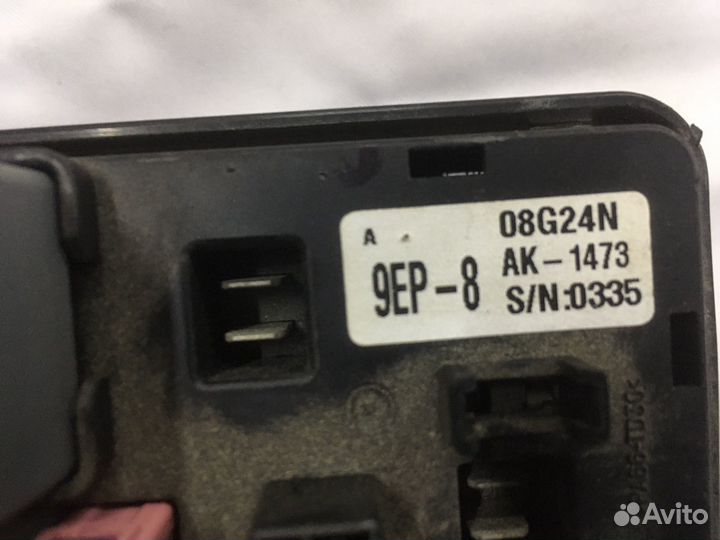 A
08G24N
9EP-8
AK-1473
S/N:0335
Avito